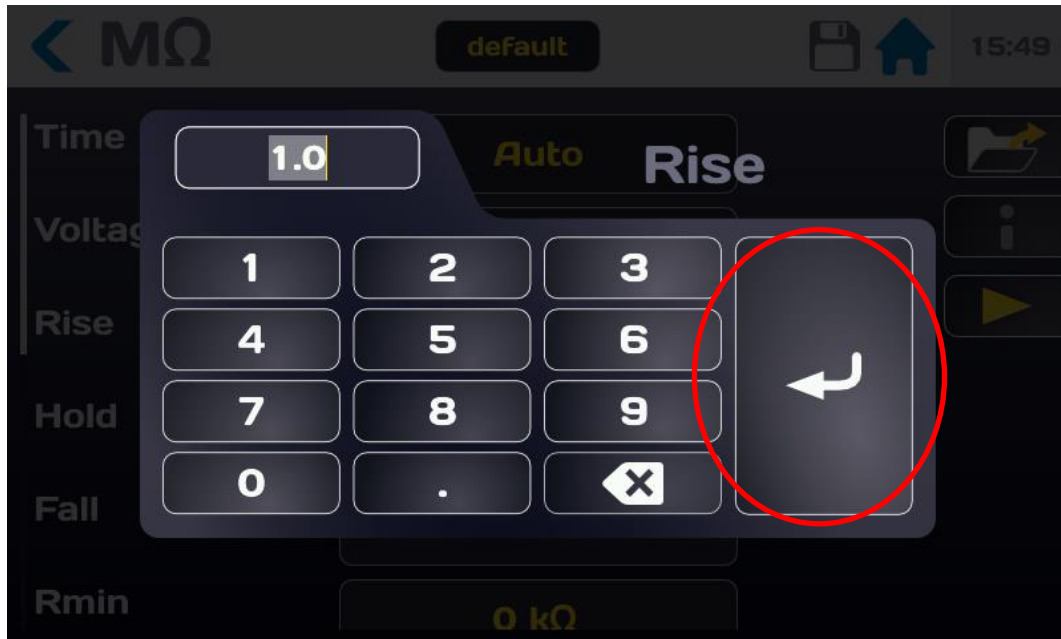 MΩ default 15:49
Time Auto
1.0 Rise
Voltag
1 2 3
Rise
4 5 6
Hold
7 8 9
0 .
Fall
Rmin 0 kΩ